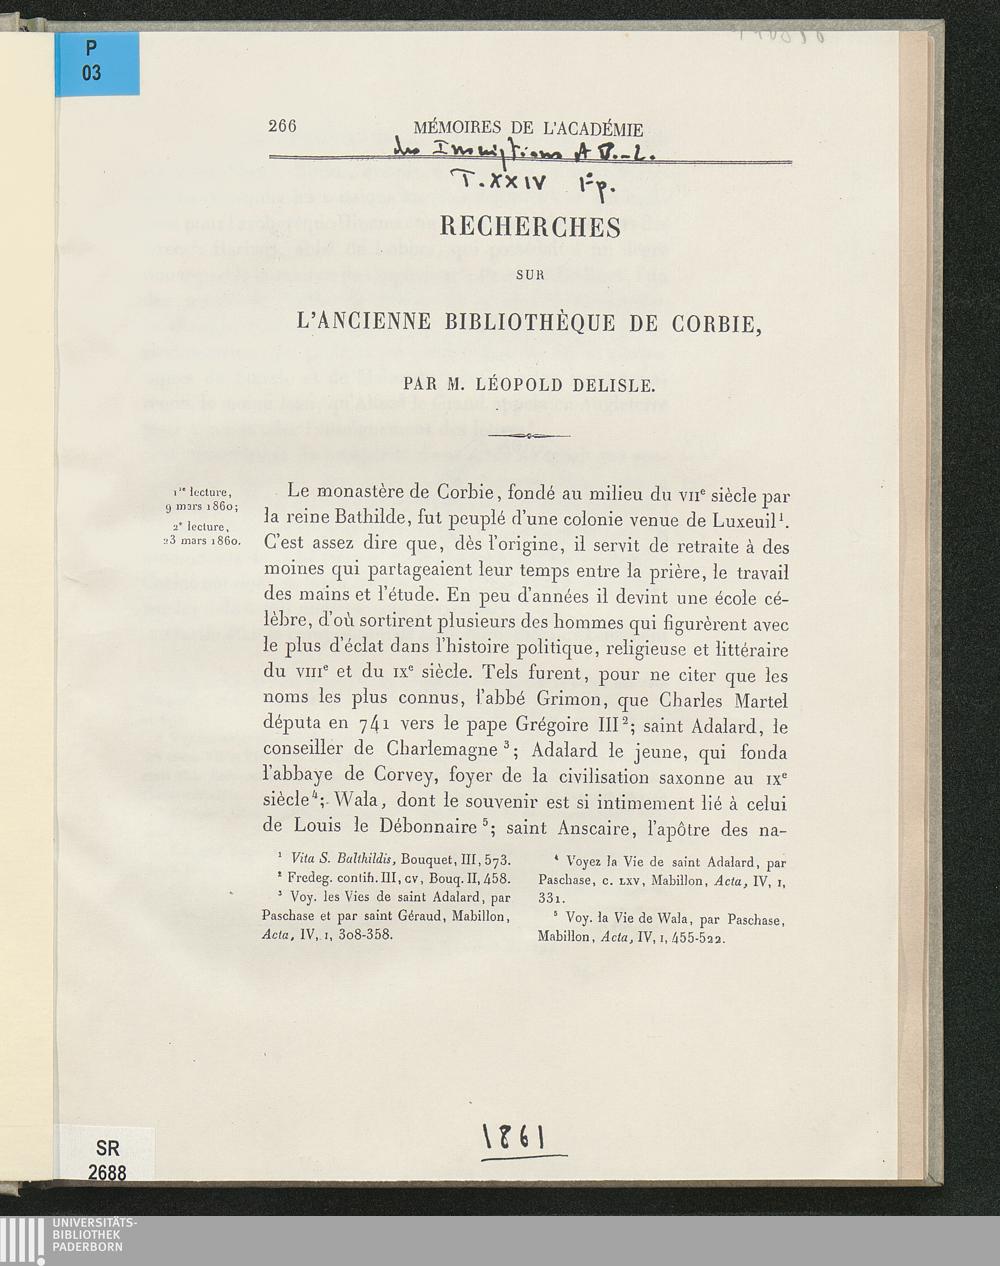 P
03
266
MÉMOIRES DE L'ACADÉMIE
des Inscriptions et B.-L.
T. XXIV 1e p.
RECHERCHES
SUR
L'ANCIENNE BIBLIOTHÈQUE DE CORBIE,
PAR M. LÉOPOLD DELISLE.
1re lecture,
9 mars 1860;
2e lecture,
23 mars 1860.
Le monastère de Corbie, fondé au milieu du VIIe siècle par
la reine Bathilde, fut peuplé d'une colonie venue de Luxeuil¹.
C'est assez dire que, dès l'origine, il servit de retraite à des
moines qui partageaient leur temps entre la prière, le travail
des mains et l'étude. En peu d'années il devint une école cé-
lèbre, d'où sortirent plusieurs des hommes qui figurèrent avec
le plus d'éclat dans l'histoire politique, religieuse et littéraire
du VIIIe et du IXe siècle. Tels furent, pour ne citer que les
noms les plus connus, l'abbé Grimon, que Charles Martel
députa en 741 vers le pape Grégoire III²; saint Adalard, le
conseiller de Charlemagne³; Adalard le jeune, qui fonda
l'abbaye de Corvey, foyer de la civilisation saxonne au IXe
siècle⁴; Wala, dont le souvenir est si intimement lié à celui
de Louis le Débonnaire⁵; saint Anscaire, l'apôtre des na-
¹ Vita S. Balthildis, Bouquet, III, 573.
² Fredeg. contin. III, CV, Bouq. II, 458.
³ Voy. les Vies de saint Adalard, par
Paschase et par saint Géraud, Mabillon,
Acta, IV, I, 308-358.
⁴ Voyez la Vie de saint Adalard, par
Paschase, c. LXV, Mabillon, Acta, IV, I,
331.
⁵ Voy. la Vie de Wala, par Paschase,
Mabillon, Acta, IV, I, 455-522.
1861
SR
2688
UNIVERSITÄTS-
BIBLIOTHEK
PADERBORN